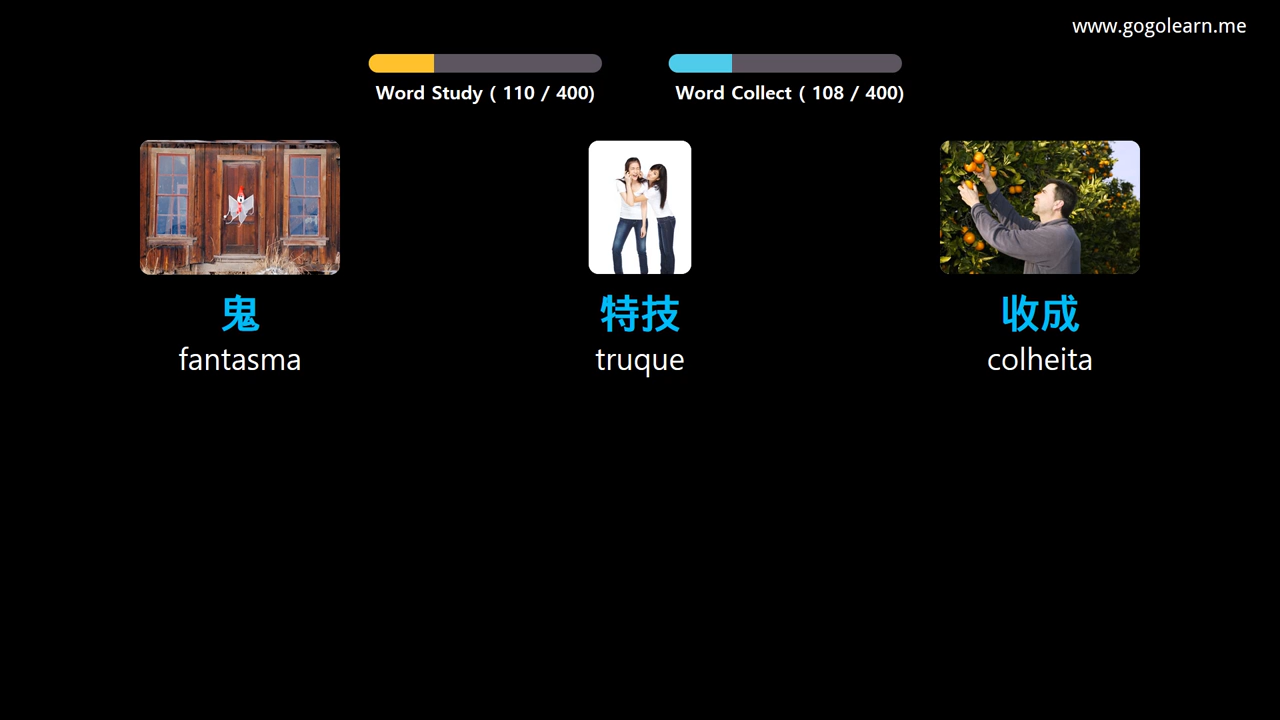 www.gogolearn.me
Word Study ( 110 / 400)
Word Collect ( 108 / 400)
鬼
fantasma
特技
truque
收成
colheita